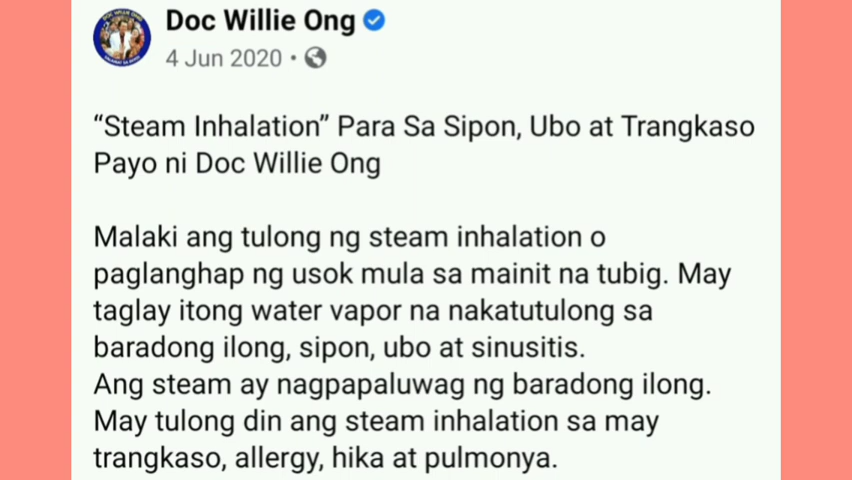 Doc Willie Ong
4 Jun 2020 •
“Steam Inhalation” Para Sa Sipon, Ubo at Trangkaso
Payo ni Doc Willie Ong
Malaki ang tulong ng steam inhalation o
paglanghap ng usok mula sa mainit na tubig. May
taglay itong water vapor na nakatutulong sa
baradong ilong, sipon, ubo at sinusitis.
Ang steam ay nagpapaluwag ng baradong ilong.
May tulong din ang steam inhalation sa may
trangkaso, allergy, hika at pulmonya.